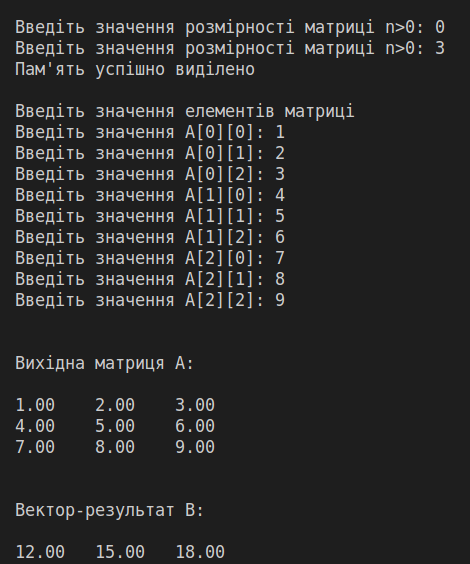 Введіть значення розмірності матриці n>0: 0
Введіть значення розмірності матриці n>0: 3
Пам'ять успішно виділено
Введіть значення елементів матриці
Введіть значення A[0][0]: 1
Введіть значення A[0][1]: 2
Введіть значення A[0][2]: 3
Введіть значення A[1][0]: 4
Введіть значення A[1][1]: 5
Введіть значення A[1][2]: 6
Введіть значення A[2][0]: 7
Введіть значення A[2][1]: 8
Введіть значення A[2][2]: 9
Вихідна матриця A:
1.00 2.00 3.00
4.00 5.00 6.00
7.00 8.00 9.00
Вектор-результат B:
12.00 15.00 18.00